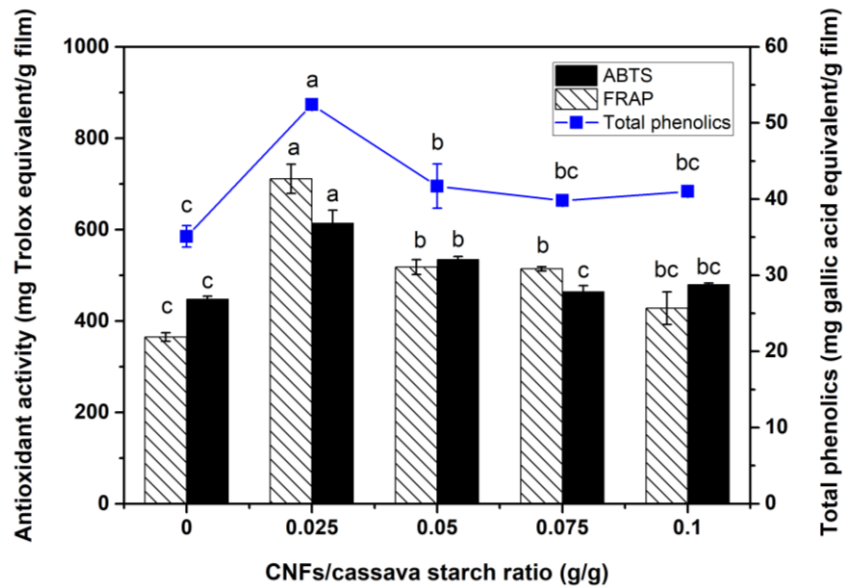 Antioxidant activity (mg Trolox equivalent/g film)
1000
800
600
400
200
0
ABTS
FRAP
Total phenolics
c
a
b
bc
bc
c
c
a
a
b
b
b
c
bc
bc
60
50
40
30
20
10
0
Total phenolics (mg gallic acid equivalent/g film)
0 0.025 0.05 0.075 0.1
CNFs/cassava starch ratio (g/g)